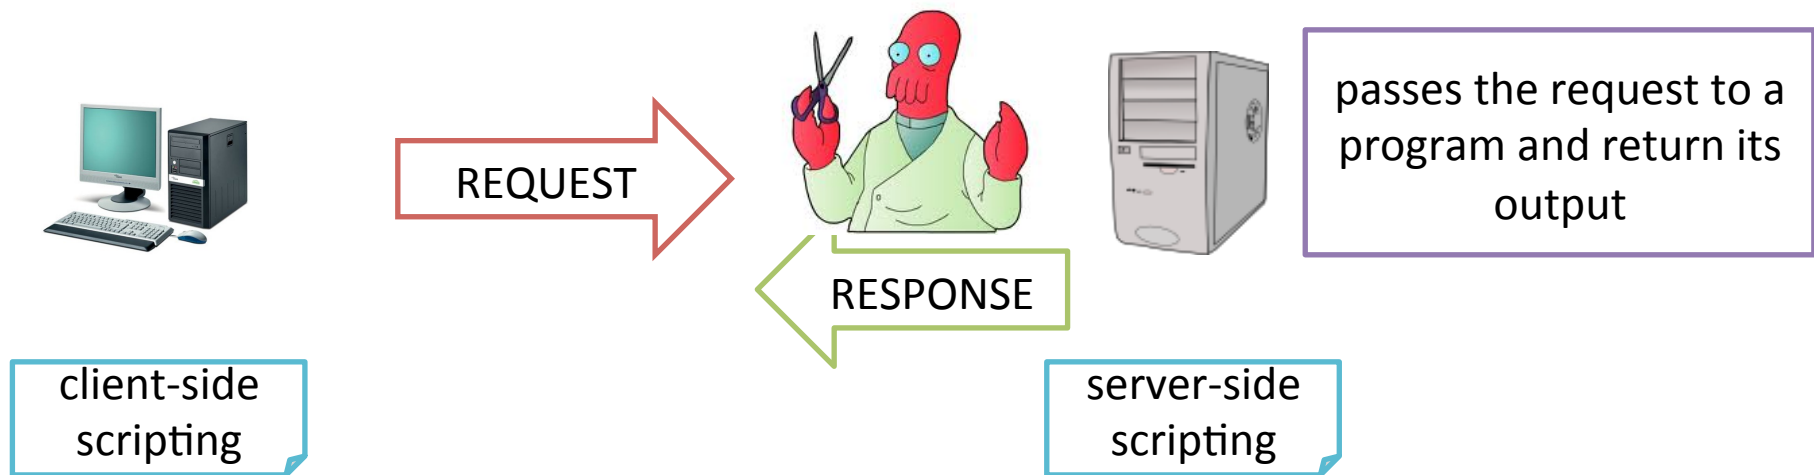 REQUEST
passes the request to a
program and return its
output
RESPONSE
client-side
scripting
server-side
scripting